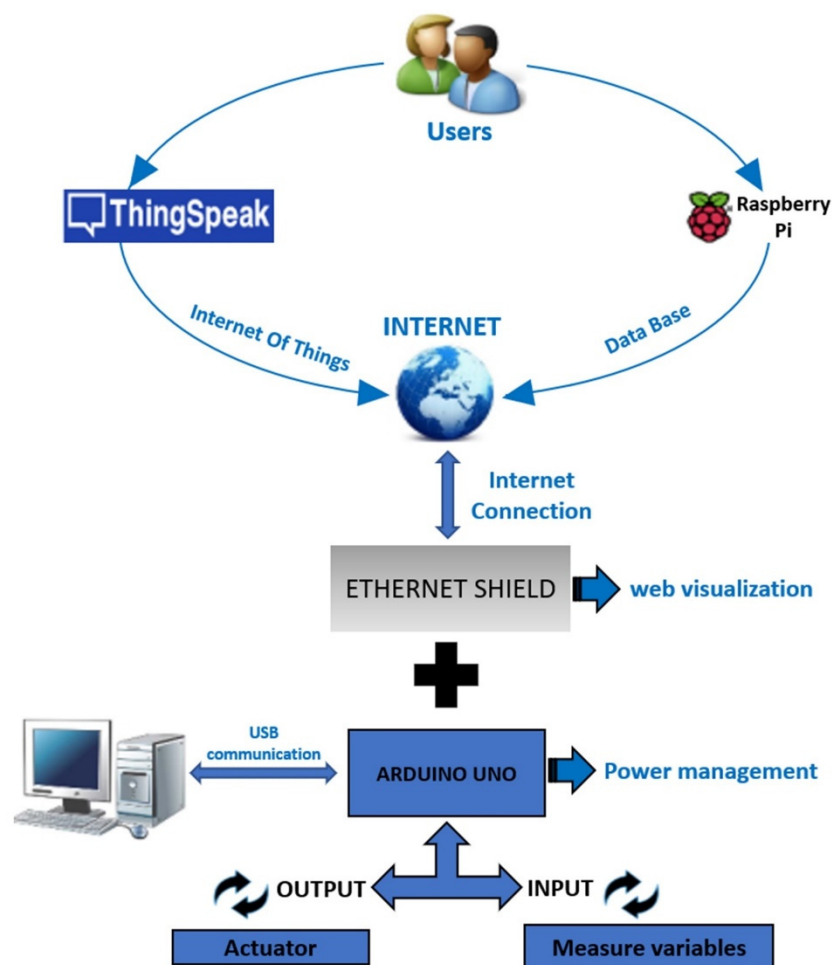 Users
ThingSpeak
Raspberry
Pi
Internet Of Things
INTERNET
Data Base
Internet
Connection
ETHERNET SHIELD
web visualization
USB
communication
ARDUINO UNO
Power management
OUTPUT
INPUT
Actuator
Measure variables